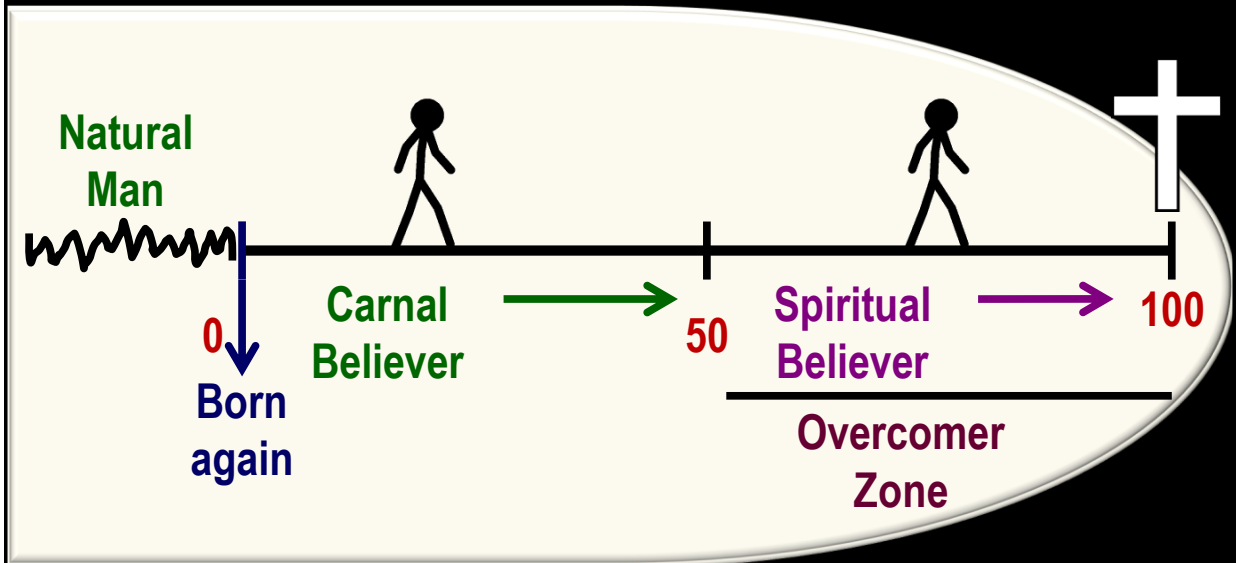 Natural
Man
0
Born
again
Carnal
Believer
50
Spiritual
Believer
100
Overcomer
Zone